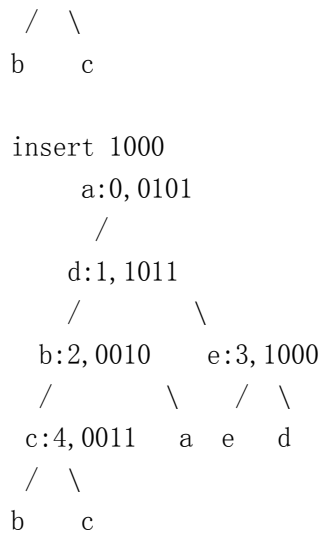 / \
b c
insert 1000
a:0,0101
/
d:1,1011
/ \
b:2,0010 e:3,1000
/ \ / \
c:4,0011 a e d
/ \
b c